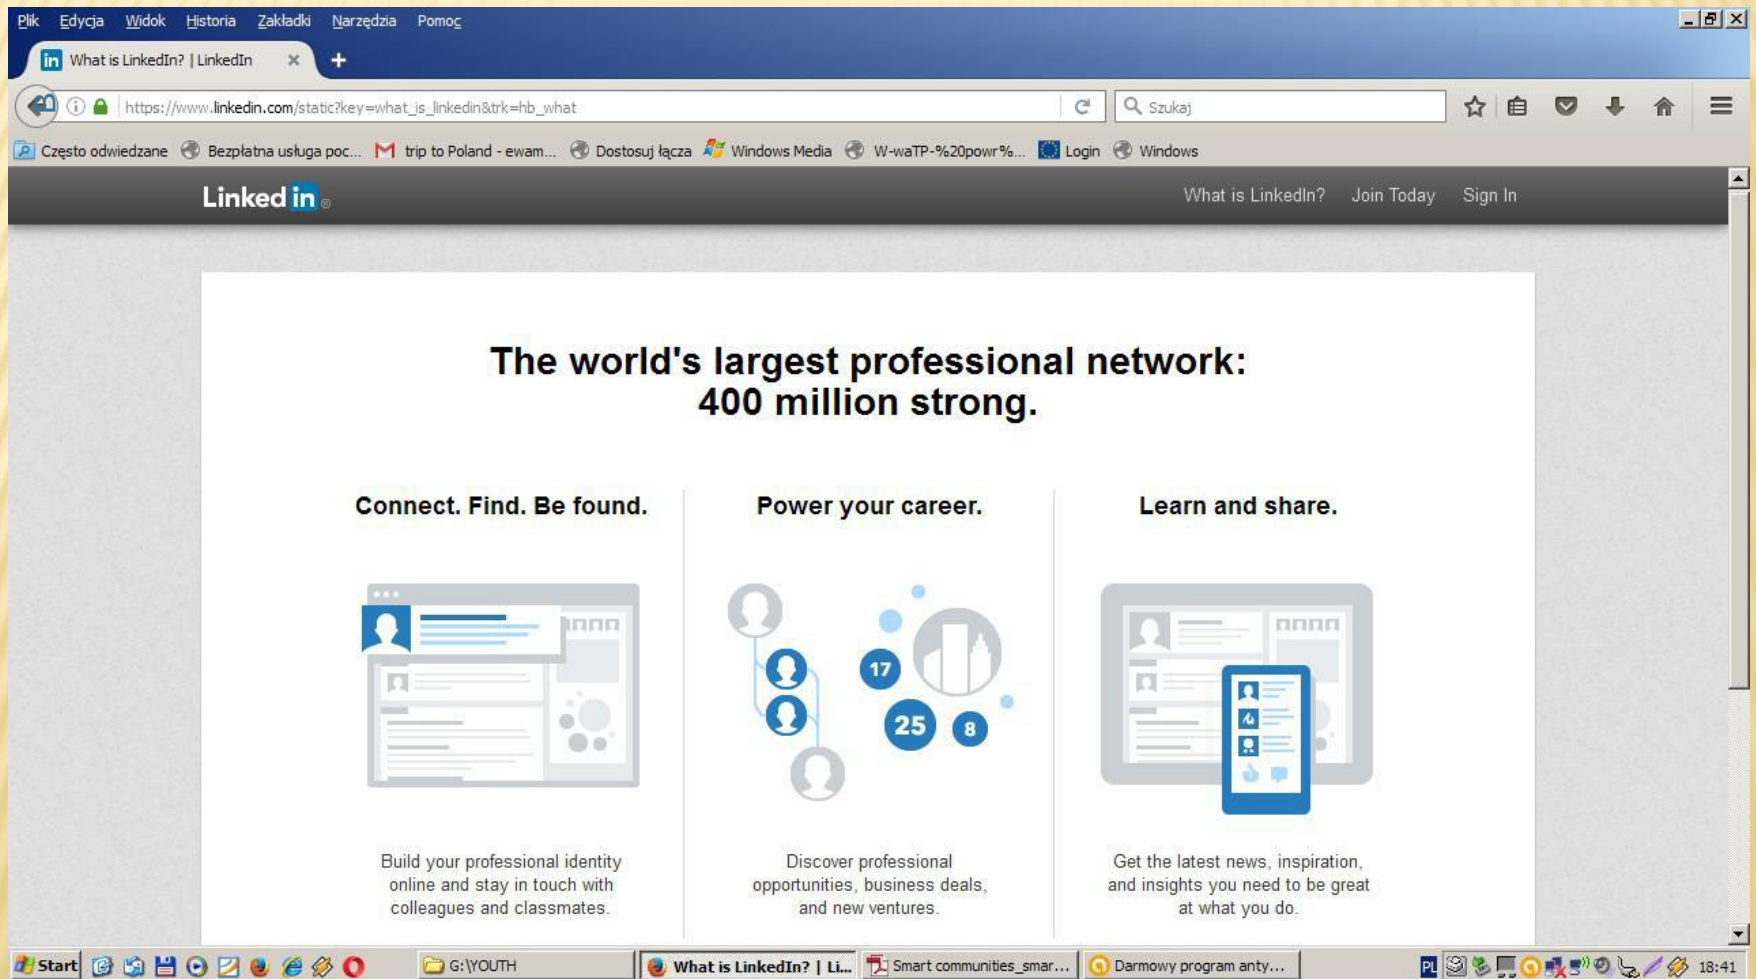 Plik Edycja Widok Historia Zakładki Narzędzia Pomoc
What is LinkedIn? | LinkedIn
https://www.linkedin.com/static?key=what_is_linkedin&trk=hb_what
Szukaj
Często odwiedzane Bezpłatna usługa poc... trip to Poland - ewam... Dostosuj łącza Windows Media W-waTP-%20powr%... Login Windows
Linked in ®
What is LinkedIn? Join Today Sign In
The world's largest professional network:
400 million strong.
Connect. Find. Be found.
Power your career.
Learn and share.
17
25
8
Build your professional identity
online and stay in touch with
colleagues and classmates.
Discover professional
opportunities, business deals,
and new ventures.
Get the latest news, inspiration,
and insights you need to be great
at what you do.
Start G:\YOUTH What is LinkedIn? | Li... Smart communities_smar... Darmowy program anty... PL 18:41